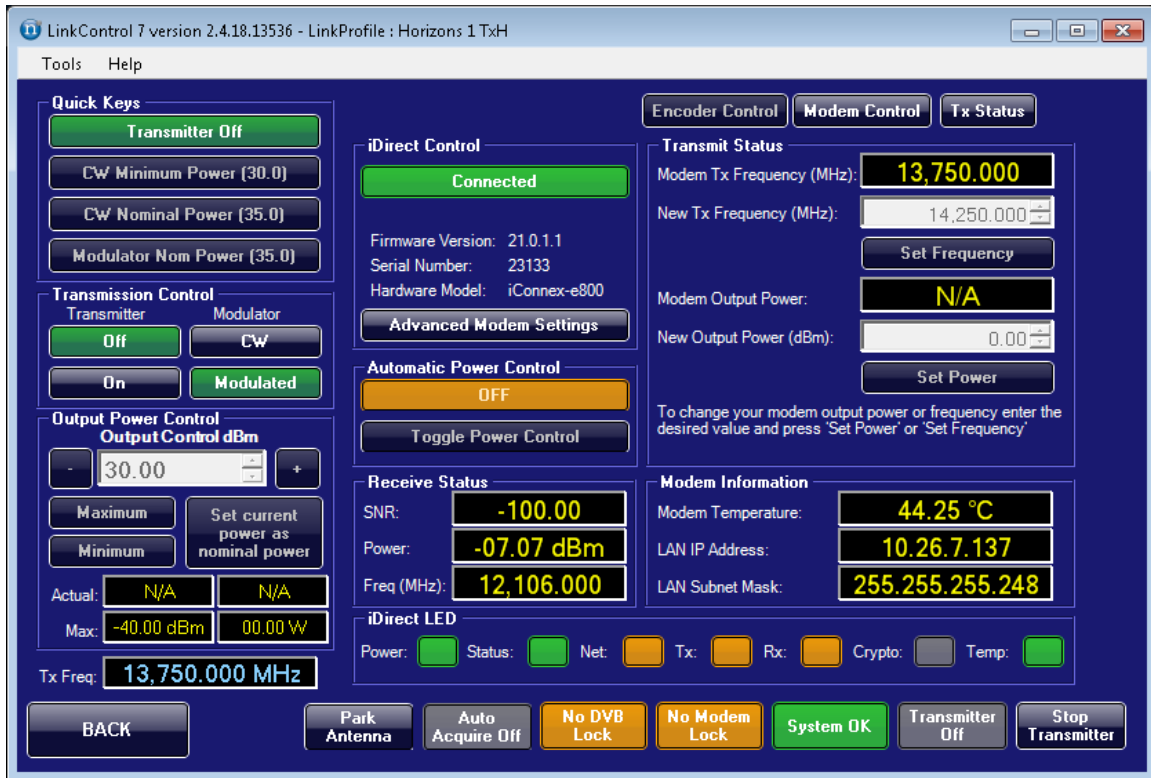 LinkControl 7 version 2.4.18.13536 - LinkProfile : Horizons 1 TxH
Tools Help
Quick Keys
Transmitter Off
CW Minimum Power (30.0)
CW Nominal Power (35.0)
Modulator Nom Power (35.0)
Transmission Control
Transmitter Modulator
Off CW
On Modulated
Output Power Control
Output Control dBm
- 30.00 +
Maximum
Minimum
Set current
power as
nominal power
Actual: N/A N/A
Max: -40.00 dBm 00.00 W
Tx Freq: 13,750.000 MHz
iDirect Control
Connected
Firmware Version: 21.0.1.1
Serial Number: 23133
Hardware Model: iConnex-e800
Advanced Modem Settings
Automatic Power Control
OFF
Toggle Power Control
Receive Status
SNR: -100.00
Power: -07.07 dBm
Freq (MHz): 12,106.000
Encoder Control Modem Control Tx Status
Transmit Status
Modem Tx Frequency (MHz): 13,750.000
New Tx Frequency (MHz): 14,250.000
Set Frequency
Modem Output Power: N/A
New Output Power (dBm): 0.00
Set Power
To change your modem output power or frequency enter the
desired value and press 'Set Power' or 'Set Frequency'
Modem Information
Modem Temperature: 44.25 °C
LAN IP Address: 10.26.7.137
LAN Subnet Mask: 255.255.255.248
iDirect LED
Power: Status: Net: Tx: Rx: Crypto: Temp:
BACK
Park
Antenna
Auto
Acquire Off
No DVB
Lock
No Modem
Lock
System OK
Transmitter
Off
Stop
Transmitter